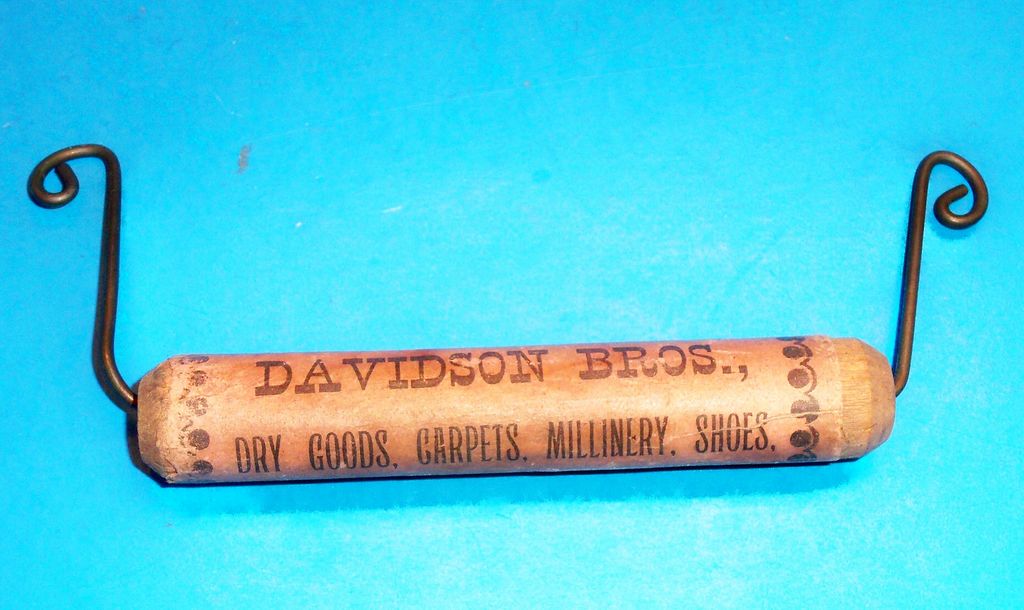 DAVIDSON BROS.,
DRY GOODS, CARPETS, MILLINERY, SHOES,